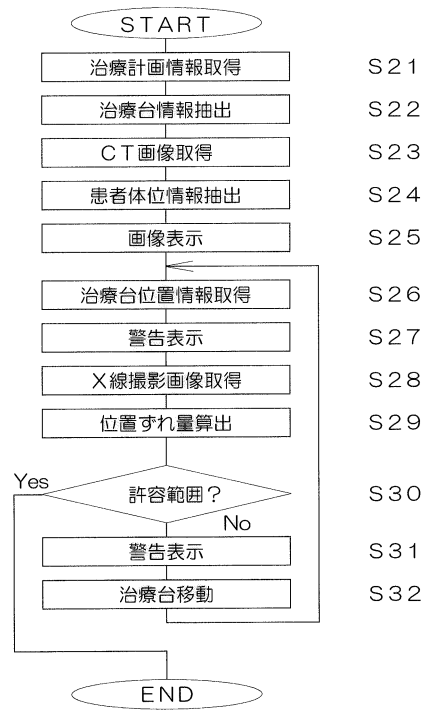 START
治療計画情報取得 S21
治療台情報抽出 S22
CT画像取得 S23
患者体位情報抽出 S24
画像表示 S25
治療台位置情報取得 S26
警告表示 S27
X線撮影画像取得 S28
位置ずれ量算出 S29
Yes
許容範囲? S30
No
警告表示 S31
治療台移動 S32
END